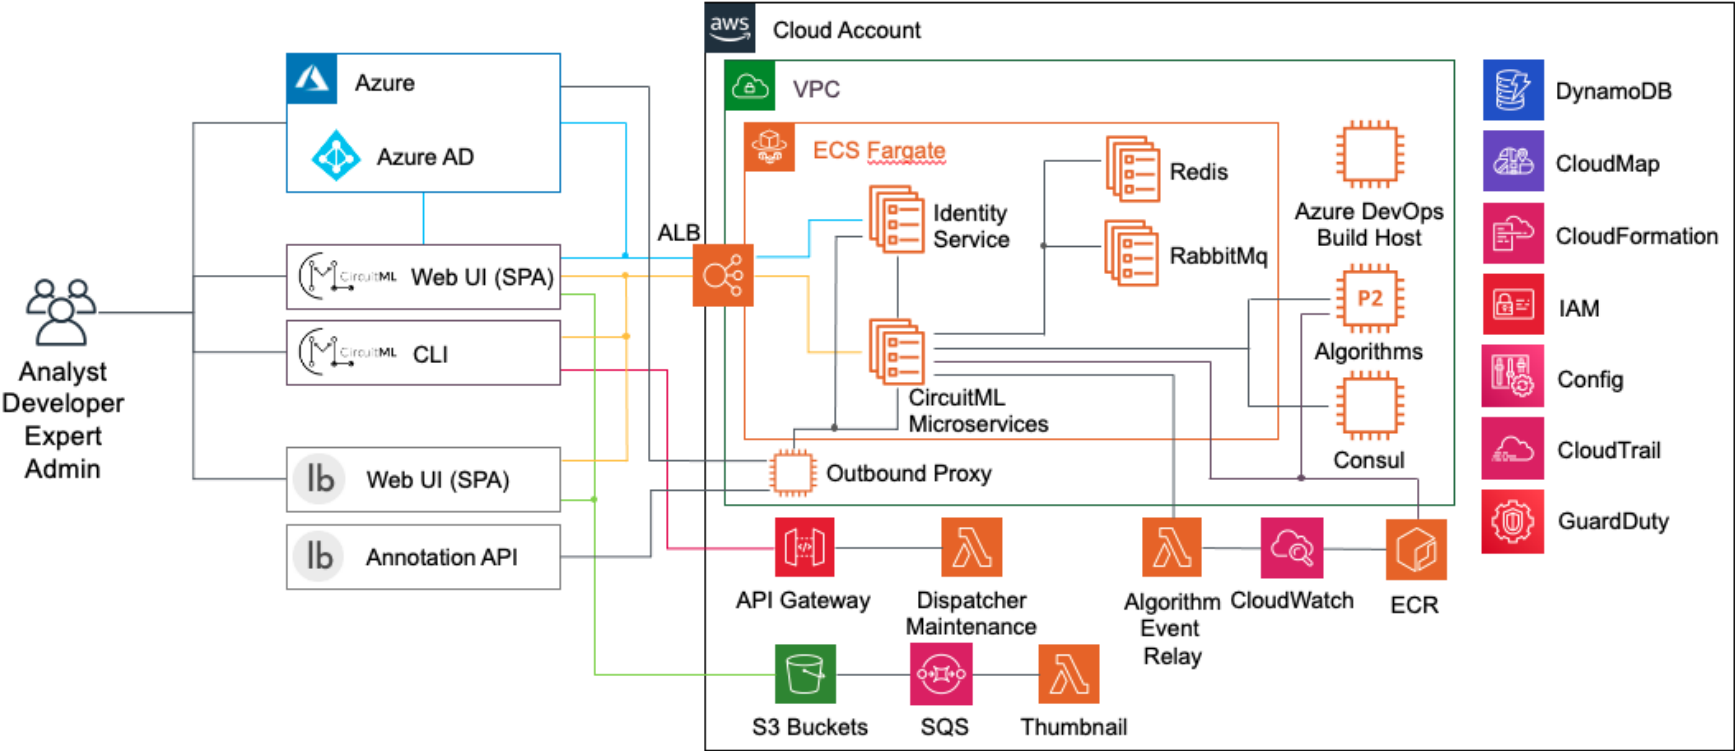 aws
Cloud Account
Azure
VPC
DynamoDB
Azure AD
ECS Fargate
CloudMap
Redis
Identity
Service
Azure DevOps
Build Host
ALB
CloudFormation
RabbitMq
CircuitML
Web UI (SPA)
P2
IAM
CircuitML
CLI
Algorithms
Analyst
Developer
Expert
Admin
Config
CircuitML
Microservices
Consul
CloudTrail
lb
Web UI (SPA)
Outbound Proxy
GuardDuty
lb
Annotation API
</>
API Gateway
Dispatcher
Maintenance
Algorithm
Event
Relay
CloudWatch
ECR
S3 Buckets
SQS
Thumbnail